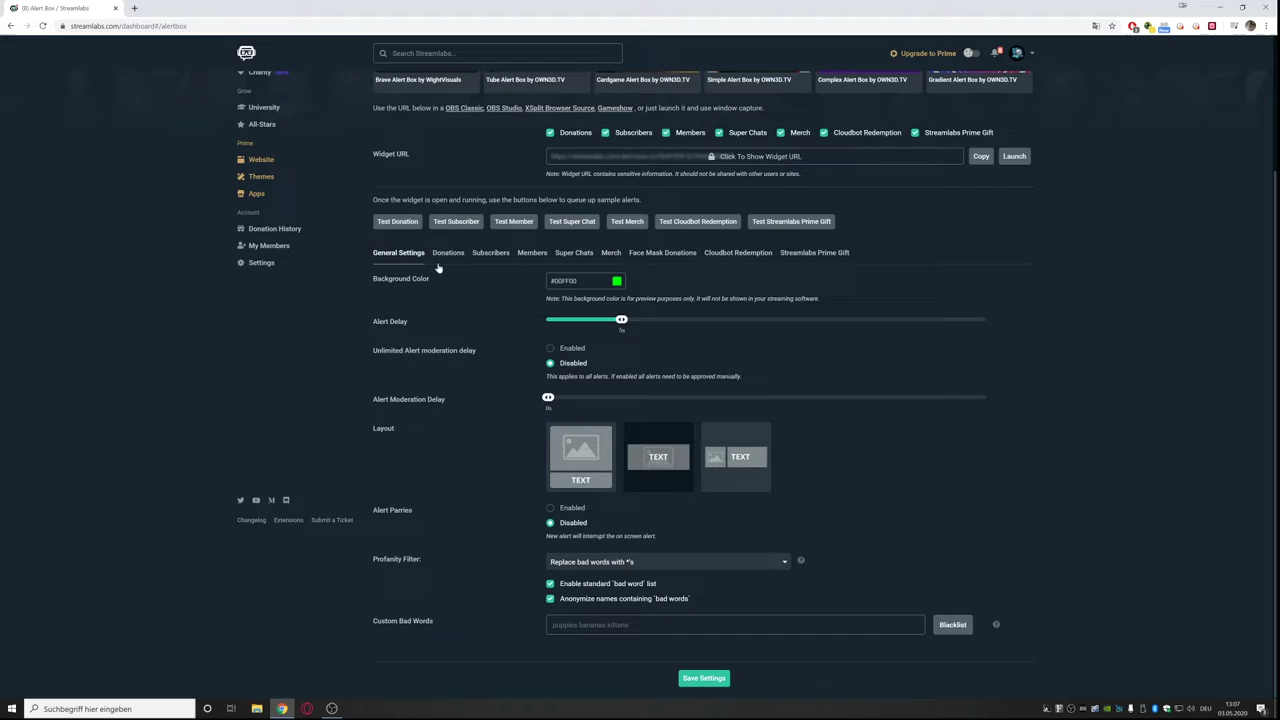 (8) Alert Box / Streamlabs
streamlabs.com/dashboard#/alertbox
Search Streamlabs...
Upgrade to Prime
Charity New
Grow
University
All-Stars
Prime
Website
Themes
Apps
Account
Donation History
My Members
Settings
Changelog Extensions Submit a Ticket
Brave Alert Box by WightVisuals Tube Alert Box by OWN3D.TV Cardgame Alert Box by OWN3D.TV Simple Alert Box by OWN3D.TV Complex Alert Box by OWN3D.TV Gradient Alert Box by OWN3D.TV
Use the URL below in a OBS Classic, OBS Studio, XSplit Browser Source, Gameshow , or just launch it and use window capture.
Donations Subscribers Members Super Chats Merch Cloudbot Redemption Streamlabs Prime Gift
Widget URL Click To Show Widget URL Copy Launch
Note: Widget URL contains sensitive information. It should not be shared with other users or sites.
Once the widget is open and running, use the buttons below to queue up sample alerts.
Test Donation Test Subscriber Test Member Test Super Chat Test Merch Test Cloudbot Redemption Test Streamlabs Prime Gift
General Settings Donations Subscribers Members Super Chats Merch Face Mask Donations Cloudbot Redemption Streamlabs Prime Gift
Background Color #00FF00
Note: This background color is for preview purposes only. It will not be shown in your streaming software.
Alert Delay
5s
Unlimited Alert moderation delay Enabled
Disabled
This applies to all alerts. If enabled all alerts need to be approved manually.
Alert Moderation Delay
0s
Layout
TEXT TEXT TEXT
Alert Parries Enabled
Disabled
New alert will interrupt the on screen alert.
Profanity Filter: Replace bad words with *'s
Enable standard `bad word` list
Anonymize names containing `bad words`
Custom Bad Words puppies bananas kittens Blacklist
Save Settings
Suchbegriff hier eingeben
DEU
13:07
03.05.2020